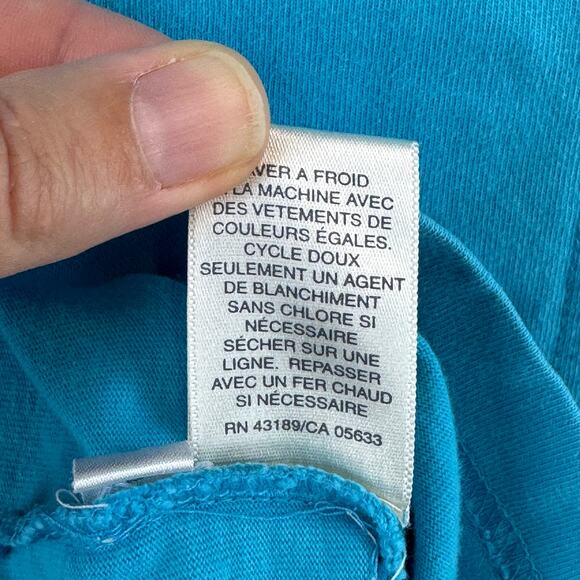 AVER A FROID
LA MACHINE AVEC
DES VETEMENTS DE
COULEURS ÉGALES.
CYCLE DOUX
SEULEMENT UN AGENT
DE BLANCHIMENT
SANS CHLORE SI
NÉCESSAIRE
SÉCHER SUR UNE
LIGNE. REPASSER
AVEC UN FER CHAUD
SI NÉCESSAIRE
RN 43189/CA 05633